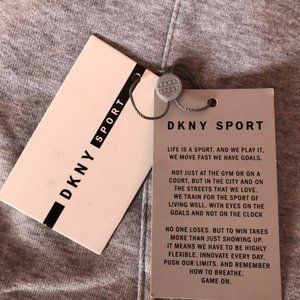 DKNY SPORT
DKNY SPORT
LIFE IS A SPORT. AND WE PLAY IT,
WE MOVE FAST WE HAVE GOALS.
NOT JUST AT THE GYM OR ON A
COURT, BUT IN THE CITY AND ON
THE STREETS THAT WE LOVE.
WE TRAIN FOR THE SPORT OF
LIVING WELL. WITH EYES ON THE
GOALS AND NOT ON THE CLOCK
NO ONE LOSES. BUT TO WIN TAKES
MORE THAN JUST SHOWING UP.
IT MEANS WE HAVE TO BE HIGHLY
FLEXIBLE. INNOVATE EVERY DAY.
PUSH OUR LIMITS. AND REMEMBER
HOW TO BREATHE.
GAME ON.